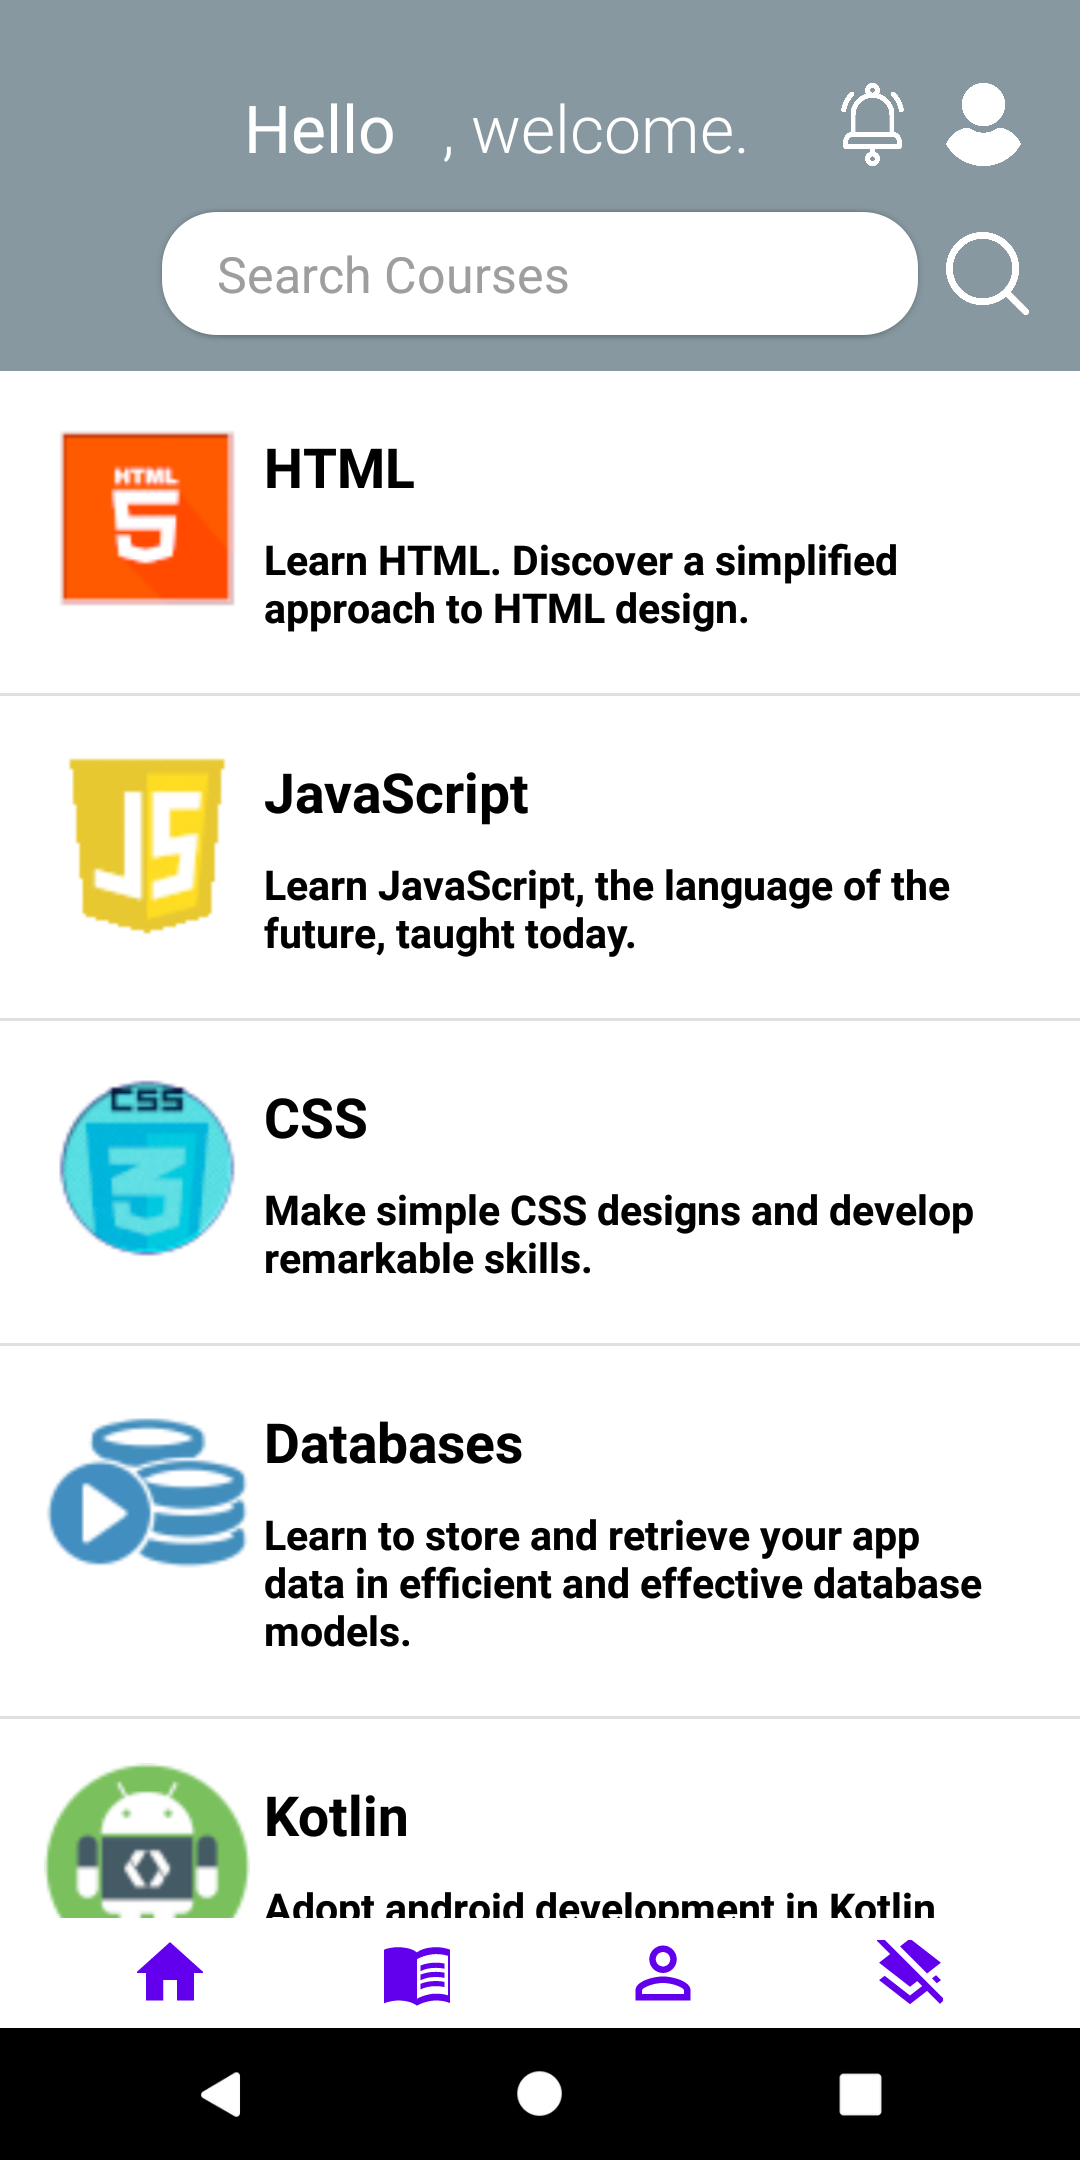 Hello , welcome.
Search Courses
HTML
5
HTML
Learn HTML. Discover a simplified
approach to HTML design.
JS
JavaScript
Learn JavaScript, the language of the
future, taught today.
CSS
3
CSS
Make simple CSS designs and develop
remarkable skills.
Databases
Learn to store and retrieve your app
data in efficient and effective database
models.
Kotlin
Adopt android development in Kotlin